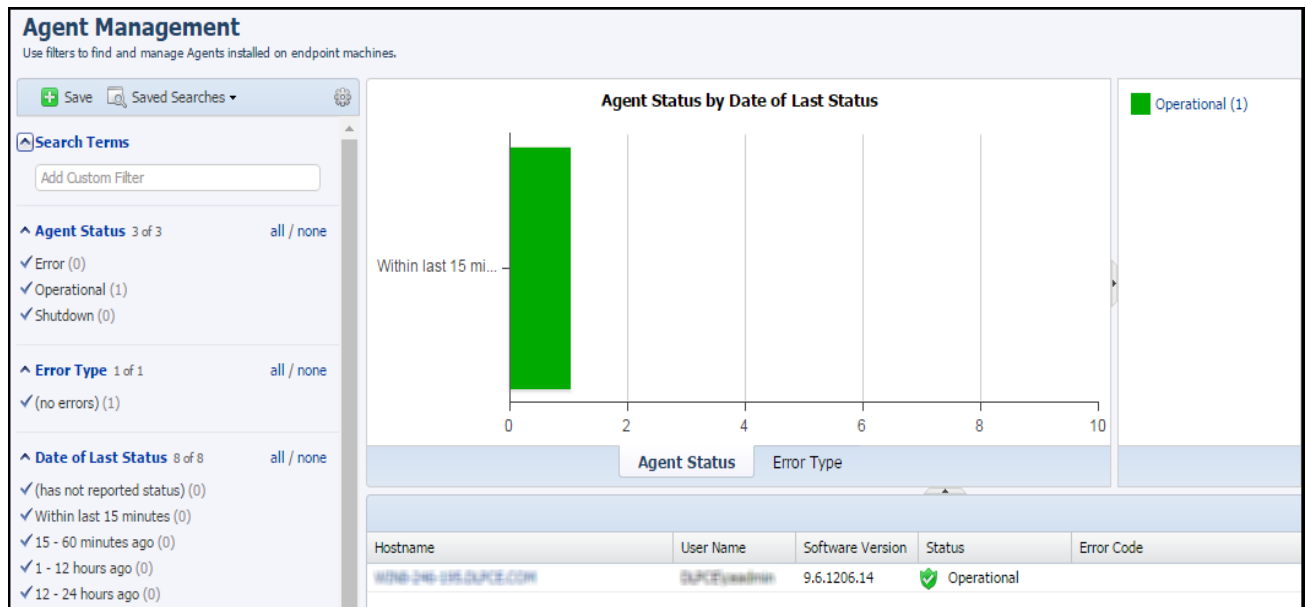 Agent Management
Use filters to find and manage Agents installed on endpoint machines.
Save Saved Searches
Search Terms
Add Custom Filter
Agent Status 3 of 3 all / none
Error (0)
Operational (1)
Shutdown (0)
Error Type 1 of 1 all / none
(no errors) (1)
Date of Last Status 8 of 8 all / none
(has not reported status) (0)
Within last 15 minutes (0)
15 - 60 minutes ago (0)
1 - 12 hours ago (0)
12 - 24 hours ago (0)
Agent Status by Date of Last Status
Within last 15 mi...
0 2 4 6 8 10
Agent Status Error Type
Operational (1)
Hostname User Name Software Version Status Error Code
9.6.1206.14 Operational